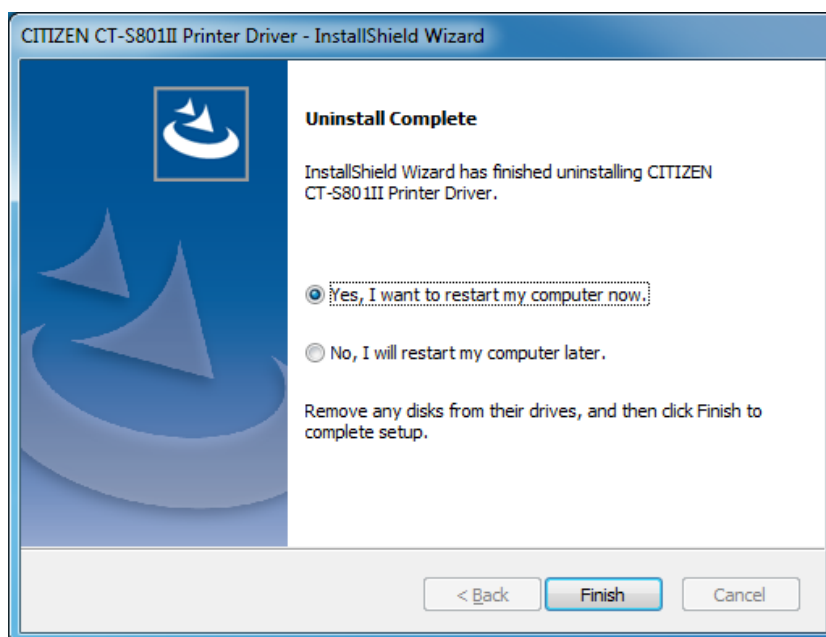 CITIZEN CT-S801II Printer Driver - InstallShield Wizard
Uninstall Complete
InstallShield Wizard has finished uninstalling CITIZEN
CT-S801II Printer Driver.
Yes, I want to restart my computer now.
No, I will restart my computer later.
Remove any disks from their drives, and then click Finish to
complete setup.
< Back Finish Cancel